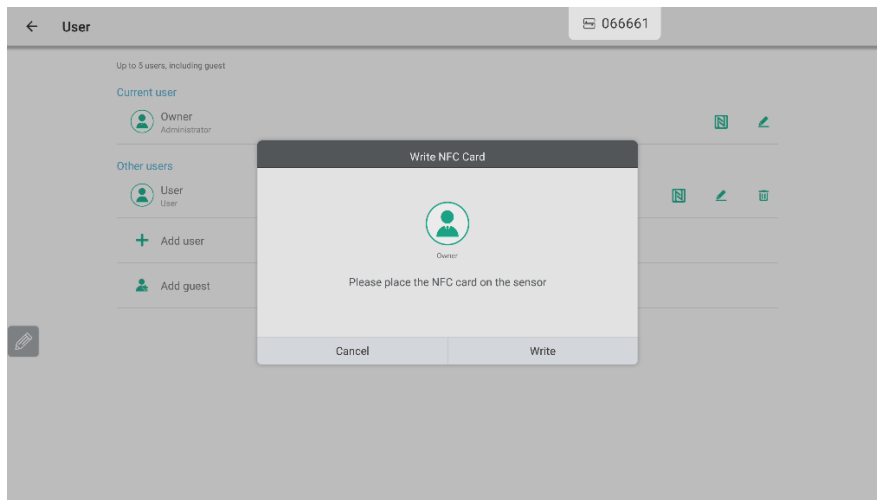 User
066661
Up to 5 users, including guest
Current user
Owner
Administrator
Other users
User
User
Add user
Add guest
Write NFC Card
Owner
Please place the NFC card on the sensor
Cancel
Write